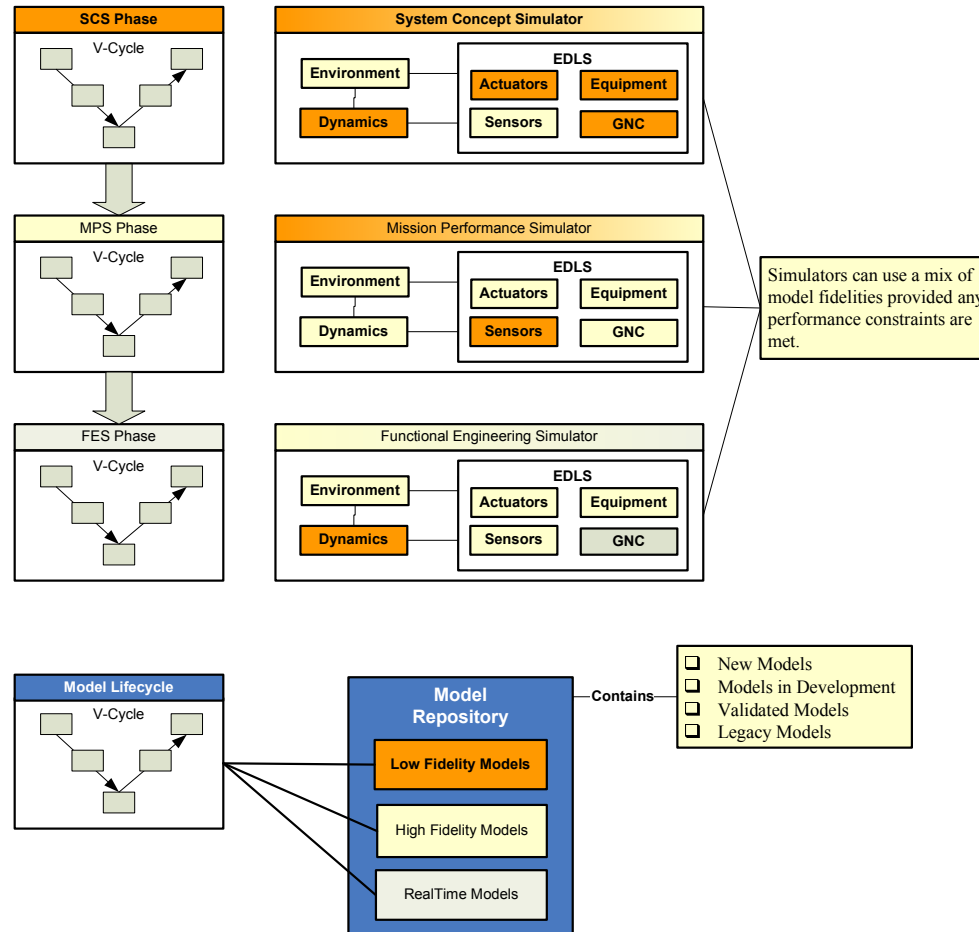 SCS Phase
V-Cycle
System Concept Simulator
EDLS
Environment
Actuators
Equipment
Dynamics
Sensors
GNC
MPS Phase
V-Cycle
Mission Performance Simulator
EDLS
Environment
Actuators
Equipment
Dynamics
Sensors
GNC
Simulators can use a mix of
model fidelities provided any
performance constraints are
met.
FES Phase
V-Cycle
Functional Engineering Simulator
EDLS
Environment
Actuators
Equipment
Dynamics
Sensors
GNC
Model Lifecycle
V-Cycle
Model
Repository
Low Fidelity Models
High Fidelity Models
RealTime Models
Contains
New Models
Models in Development
Validated Models
Legacy Models